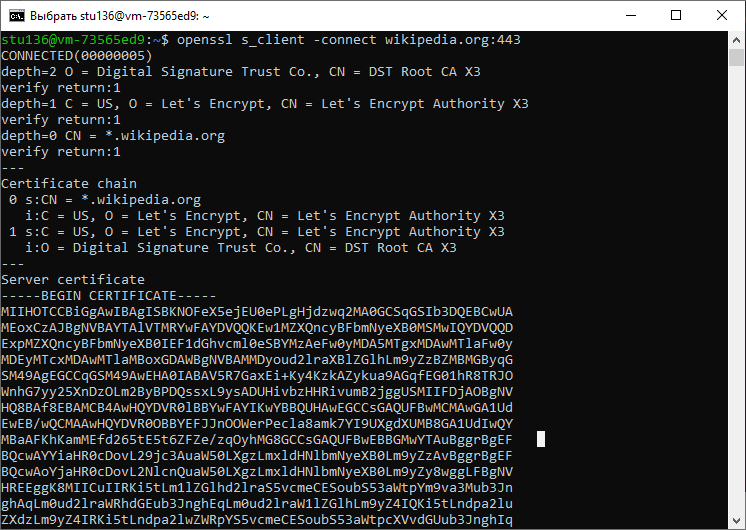 Выбрать stu136@vm-73565ed9: ~
stu136@vm-73565ed9:~$ openssl s_client -connect wikipedia.org:443
CONNECTED(00000005)
depth=2 O = Digital Signature Trust Co., CN = DST Root CA X3
verify return:1
depth=1 C = US, O = Let's Encrypt, CN = Let's Encrypt Authority X3
verify return:1
depth=0 CN = *.wikipedia.org
verify return:1
---
Certificate chain
 0 s:CN = *.wikipedia.org
   i:C = US, O = Let's Encrypt, CN = Let's Encrypt Authority X3
 1 s:C = US, O = Let's Encrypt, CN = Let's Encrypt Authority X3
   i:O = Digital Signature Trust Co., CN = DST Root CA X3
---
Server certificate
-----BEGIN CERTIFICATE-----
MIIHOTCCBiGgAwIBAgISBKNOFeX5ejEU0ePLgHjdzwq2MA0GCSqGSIb3DQEBCwUA
MEoxCzAJBgNVBAYTAlVTMRYwFAYDVQQKEw1MZXQncyBFbmNyeXB0MSMwIQYDVQQD
ExpMZXQncyBFbmNyeXB0IEF1dGhvcml0eSBYMzAeFw0yMDA5MTgxMDAwMTlaFw0y
MDEyMTcxMDAwMTlaMBoxGDAWBgNVBAMMDyoud2lraXBlZGlhLm9yZzBZMBMGByqG
SM49AgEGCCqGSM49AwEHA0IABAV5R7GaxEi+Ky4KzkAZykua9AGqfEG01hR8TRJO
WnhG7yy25XnDzOLm2ByBPDQssxL9ysADUHivbzHHRivumB2jggUSMIIFDjAOBgNV
HQ8BAf8EBAMCB4AwHQYDVR0lBBYwFAYIKwYBBQUHAwEGCCsGAQUFBwMCMAwGA1Ud
EwEB/wQCMAAwHQYDVR0OBBYEFJJnOOWerPecla8amk7YI9UXgdXUMB8GA1UdIwQY
MBaAFKhKamMEfd265tE5t6ZFZe/zqOyhMG8GCCsGAQUFBwEBBGMwYTAuBggrBgEF
BQcwAYYiaHR0cDovL29jc3AuaW50LXgzLmxldHNlbmNyeXB0Lm9yZzAvBggrBgEF
BQcwAoYjaHR0cDovL2NlcnQuaW50LXgzLmxldHNlbmNyeXB0Lm9yZy8wggLFBgNV
HREEggK8MIICuIIRKi5tLm1lZGlhd2lraS5vcmeCESoubS53aWtpYm9va3Mub3Jn
ghAqLm0ud2lraWRhdGEub3JnghEqLm0ud2lraW1lZGlhLm9yZ4IQKi5tLndpa2lu
ZXdzLm9yZ4IRKi5tLndpa2lwZWRpYS5vcmeCESoubS53aWtpcXVvdGUub3JnghIq